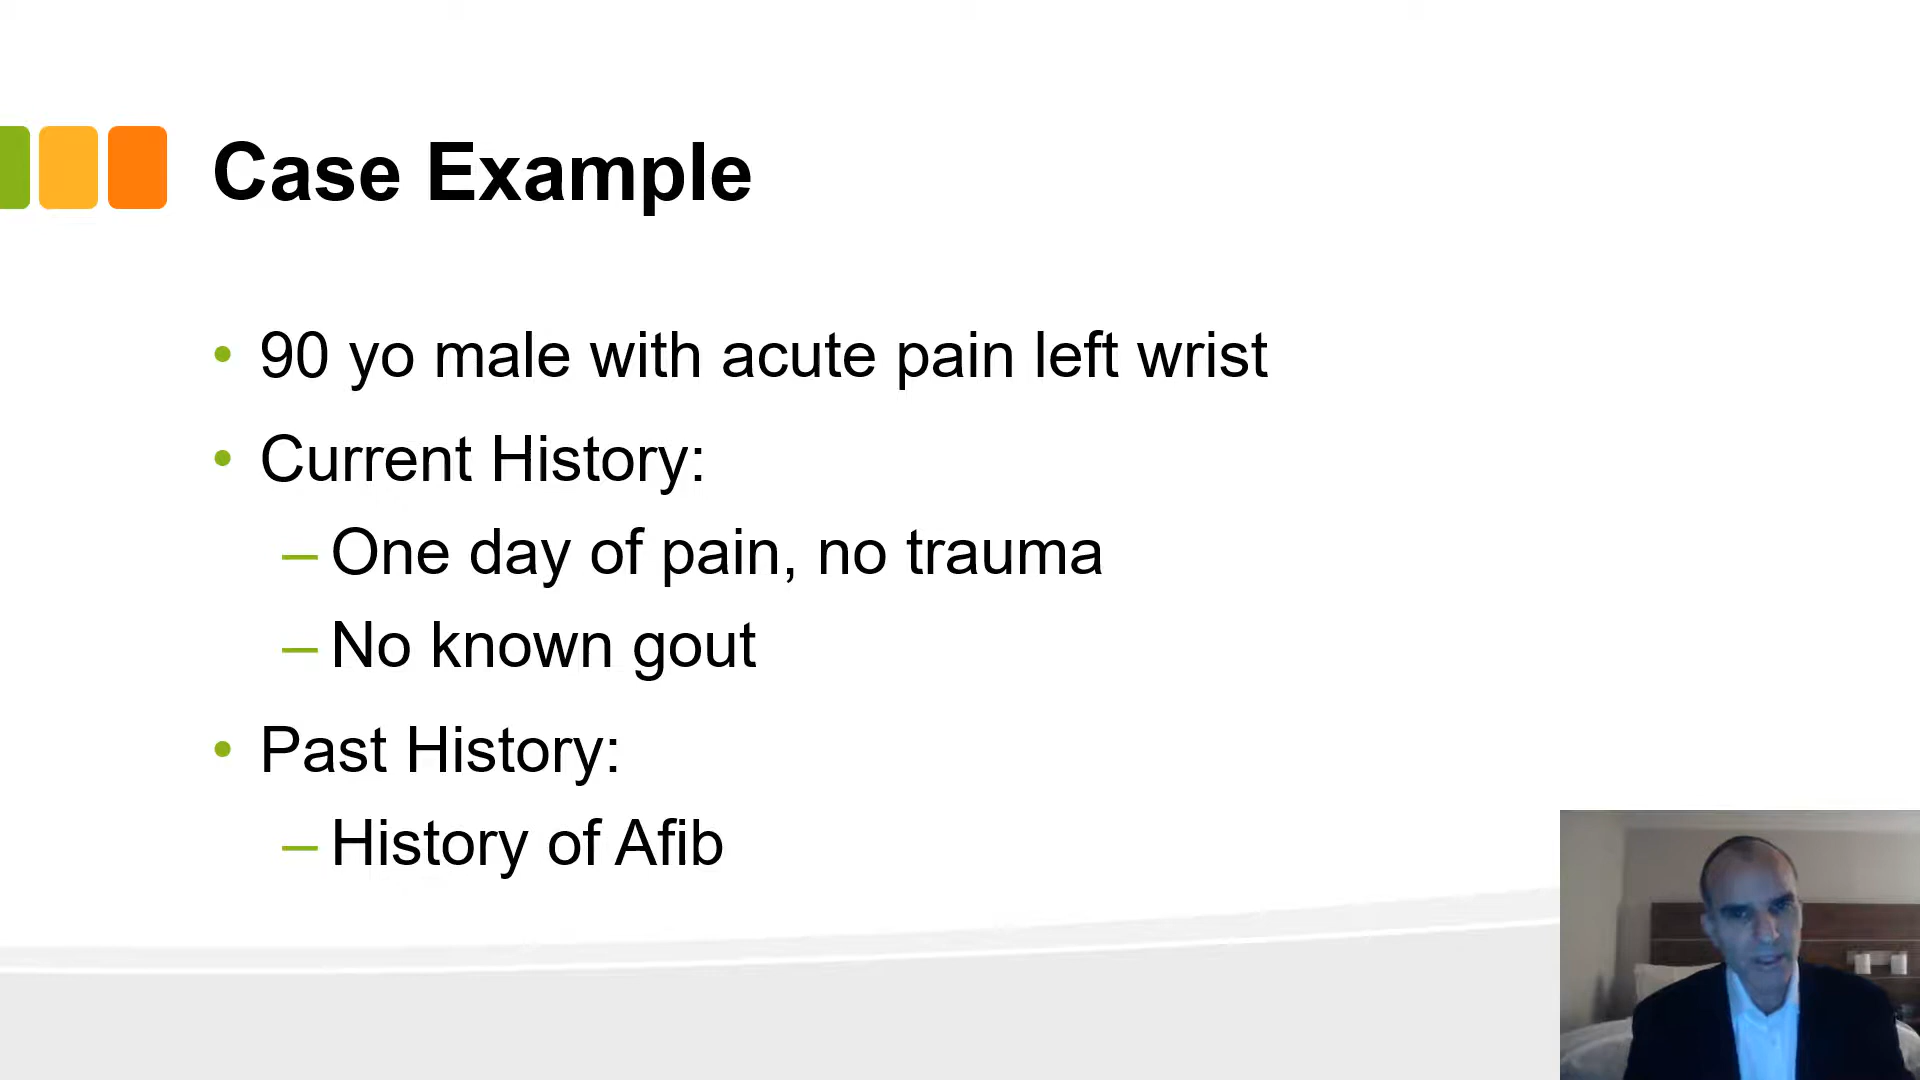 Case Example
• 90 yo male with acute pain left wrist
• Current History:
– One day of pain, no trauma
– No known gout
• Past History:
– History of Afib